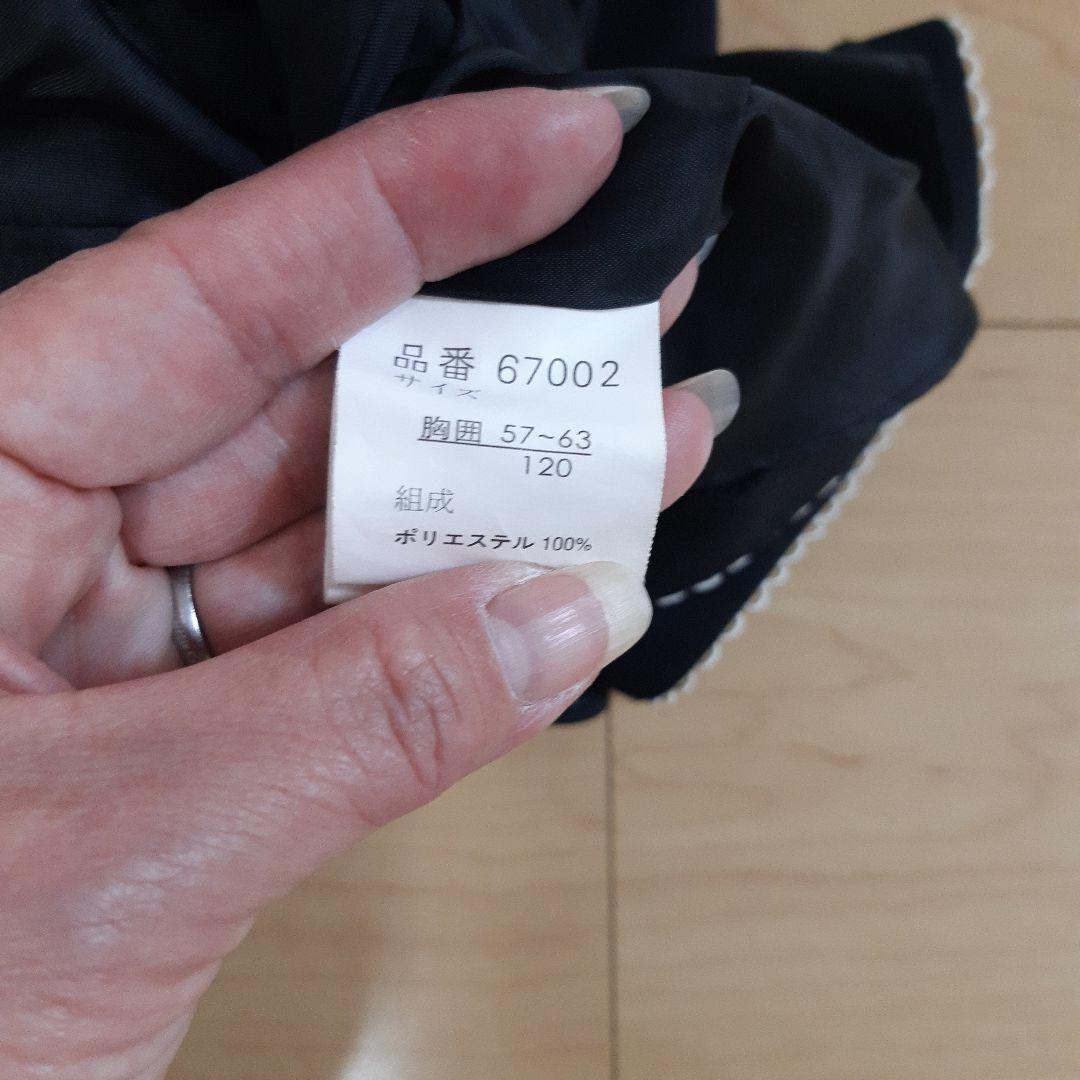 品番 67002
サイズ
胸囲 57~63
120
組成
ポリエステル 100%